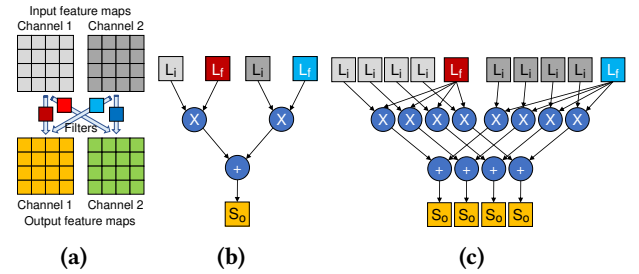 Input feature maps
Channel 1 Channel 2
Filters
Channel 1 Channel 2
Output feature maps
(a)
Li Lf Li Lf
X X
+
So
(b)
Li Li Li Li Lf Li Li Li Li Lf
X X X X X X X X
+ + + +
So So So So
(c)